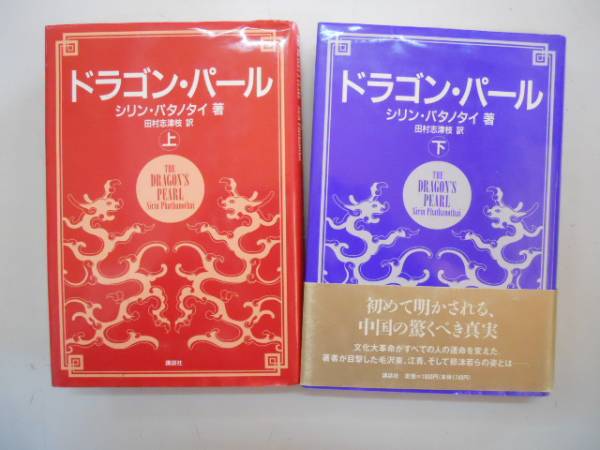 ドラゴン・パール
シリン・パタノタイ 著
田村志津枝 訳
上
THE
DRAGON'S
PEARL
Sirin Phathanothai
講談社
ドラゴン・パール
シリン・パタノタイ 著
田村志津枝 訳
下
THE
DRAGON'S
PEARL
Sirin Phathanothai
初めて明かされる、
中国の驚くべき真実
文化大革命がすべての人の運命を変えた
著者が目撃した毛沢東、江青、そして郭沫若らの姿とは――
講談社